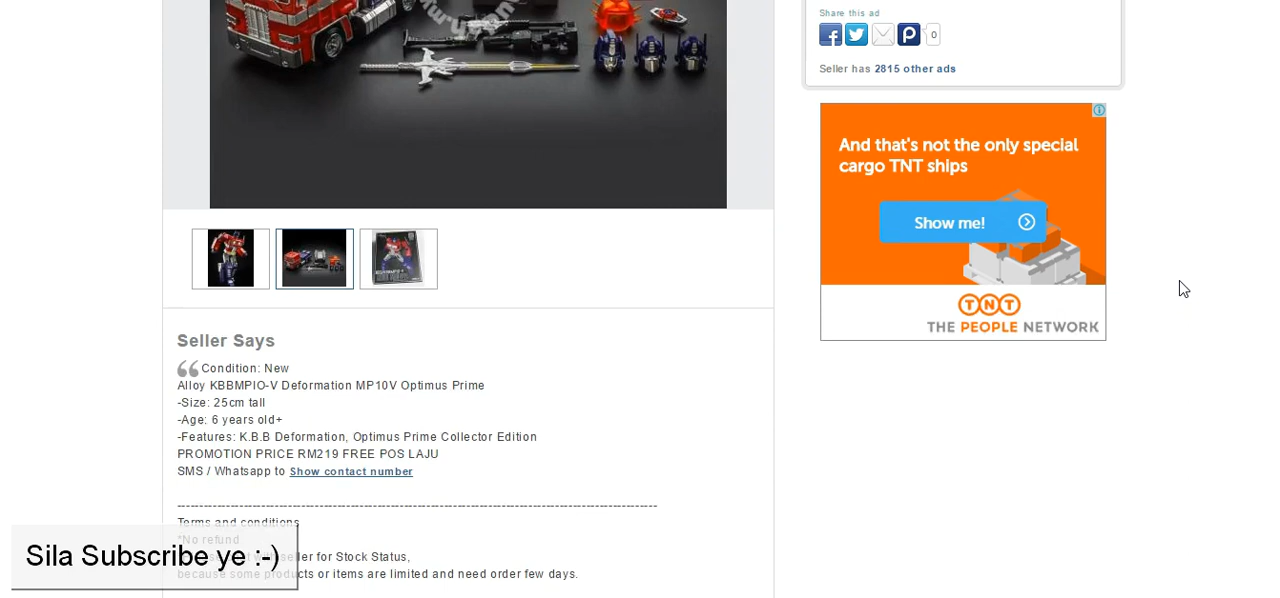 Share this ad
0
Seller has 2815 other ads
And that's not the only special
cargo TNT ships
Show me!
TNT
THE PEOPLE NETWORK
Seller Says
Condition: New
Alloy KBBMPIO-V Deformation MP10V Optimus Prime
-Size: 25cm tall
-Age: 6 years old+
-Features: K.B.B Deformation, Optimus Prime Collector Edition
PROMOTION PRICE RM219 FREE POS LAJU
SMS / Whatsapp to Show contact number
Terms and conditions
*No refund
seller for Stock Status,
because some products or items are limited and need order few days.
Sila Subscribe ye :-)